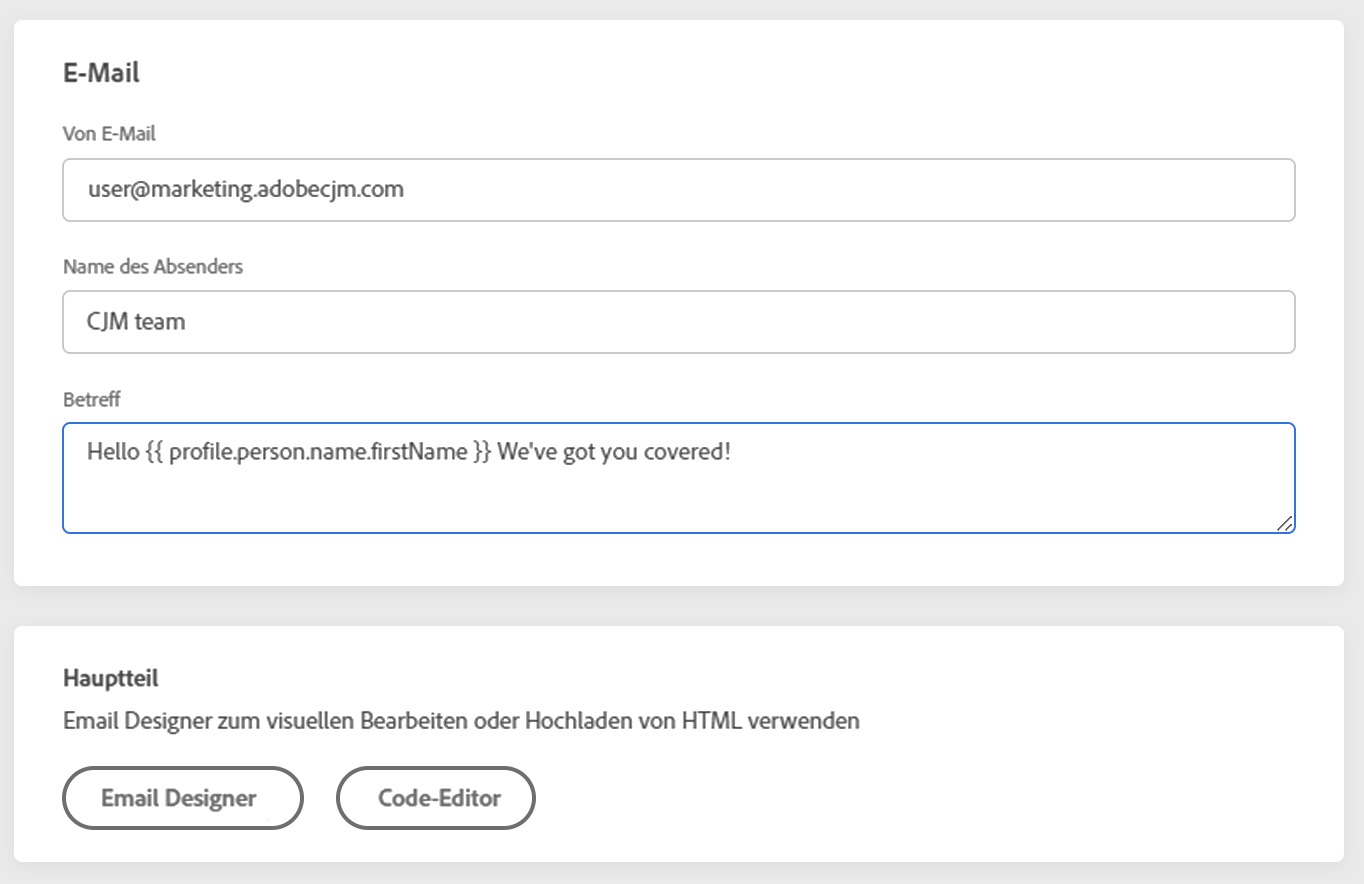 E-Mail
Von E-Mail
user@marketing.adobecjm.com
Name des Absenders
CJM team
Betreff
Hello {{ profile.person.name.firstName }} We've got you covered!
Hauptteil
Email Designer zum visuellen Bearbeiten oder Hochladen von HTML verwenden
Email Designer
Code-Editor